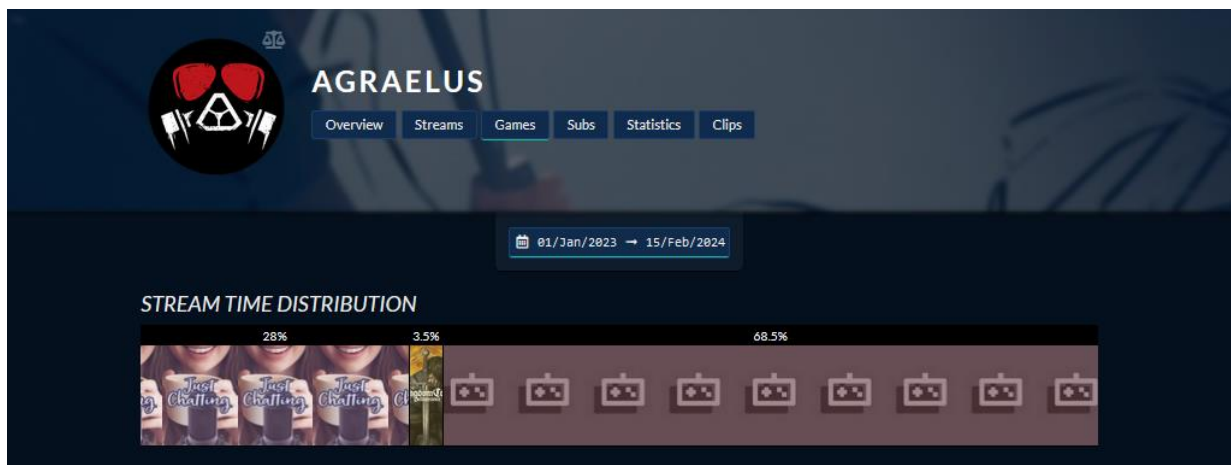 AGRAELUS
Overview Streams Games Subs Statistics Clips
01/Jan/2023 → 15/Feb/2024
STREAM TIME DISTRIBUTION
28% 3.5% 68.5%
Just Just Just
Chatting Chatting Chatting